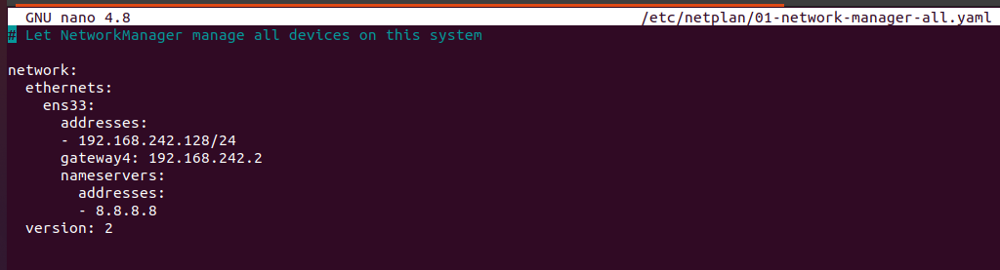 GNU nano 4.8 /etc/netplan/01-network-manager-all.yaml
# Let NetworkManager manage all devices on this system
network:
  ethernets:
    ens33:
      addresses:
      - 192.168.242.128/24
      gateway4: 192.168.242.2
      nameservers:
        addresses:
        - 8.8.8.8
  version: 2